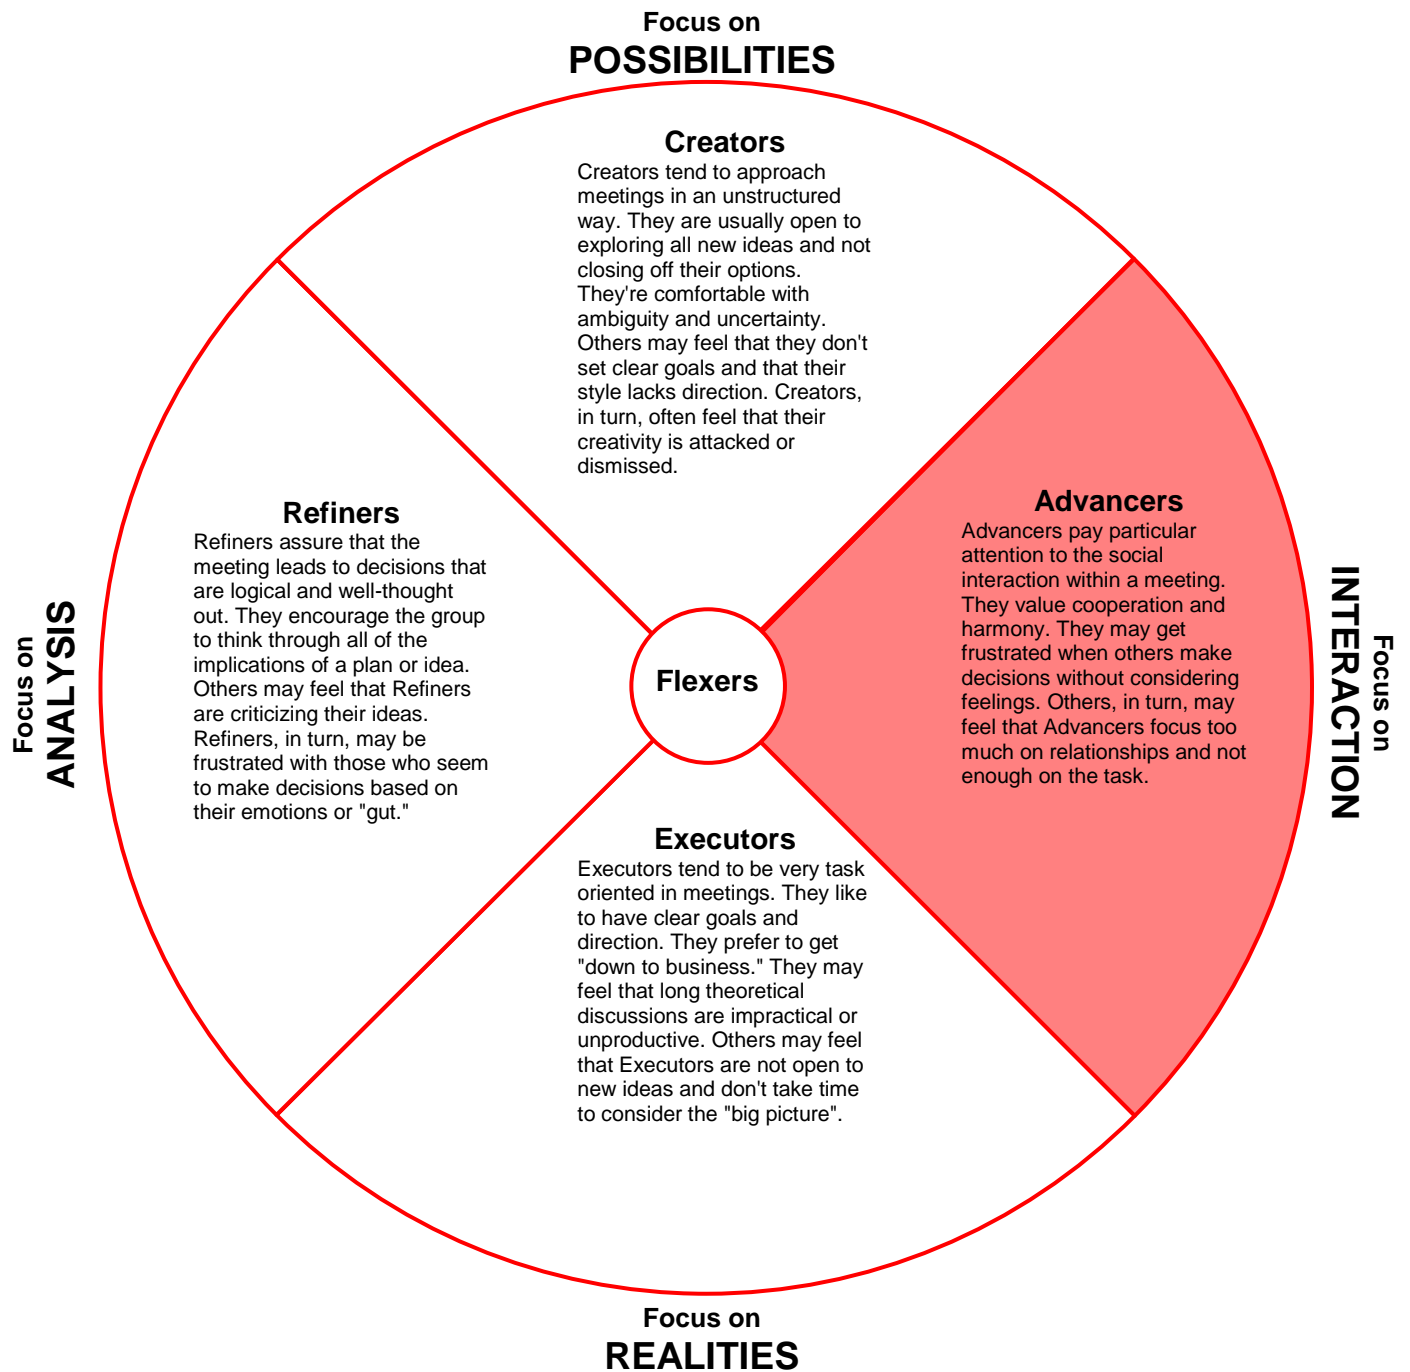 Focus on
POSSIBILITIES
Creators
Creators tend to approach
meetings in an unstructured
way. They are usually open to
exploring all new ideas and not
closing off their options.
They're comfortable with
ambiguity and uncertainty.
Others may feel that they don't
set clear goals and that their
style lacks direction. Creators,
in turn, often feel that their
creativity is attacked or
dismissed.
Focus on
ANALYSIS
Refiners
Refiners assure that the
meeting leads to decisions that
are logical and well-thought
out. They encourage the group
to think through all of the
implications of a plan or idea.
Others may feel that Refiners
are criticizing their ideas.
Refiners, in turn, may be
frustrated with those who seem
to make decisions based on
their emotions or "gut."
Flexers
Advancers
Advancers pay particular
attention to the social
interaction within a meeting.
They value cooperation and
harmony. They may get
frustrated when others make
decisions without considering
feelings. Others, in turn, may
feel that Advancers focus too
much on relationships and not
enough on the task.
Focus on
INTERACTION
Executors
Executors tend to be very task
oriented in meetings. They like
to have clear goals and
direction. They prefer to get
"down to business." They may
feel that long theoretical
discussions are impractical or
unproductive. Others may feel
that Executors are not open to
new ideas and don't take time
to consider the "big picture".
Focus on
REALITIES